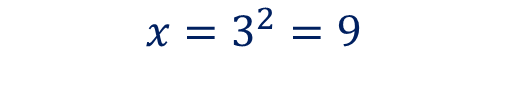 x = 3² = 9